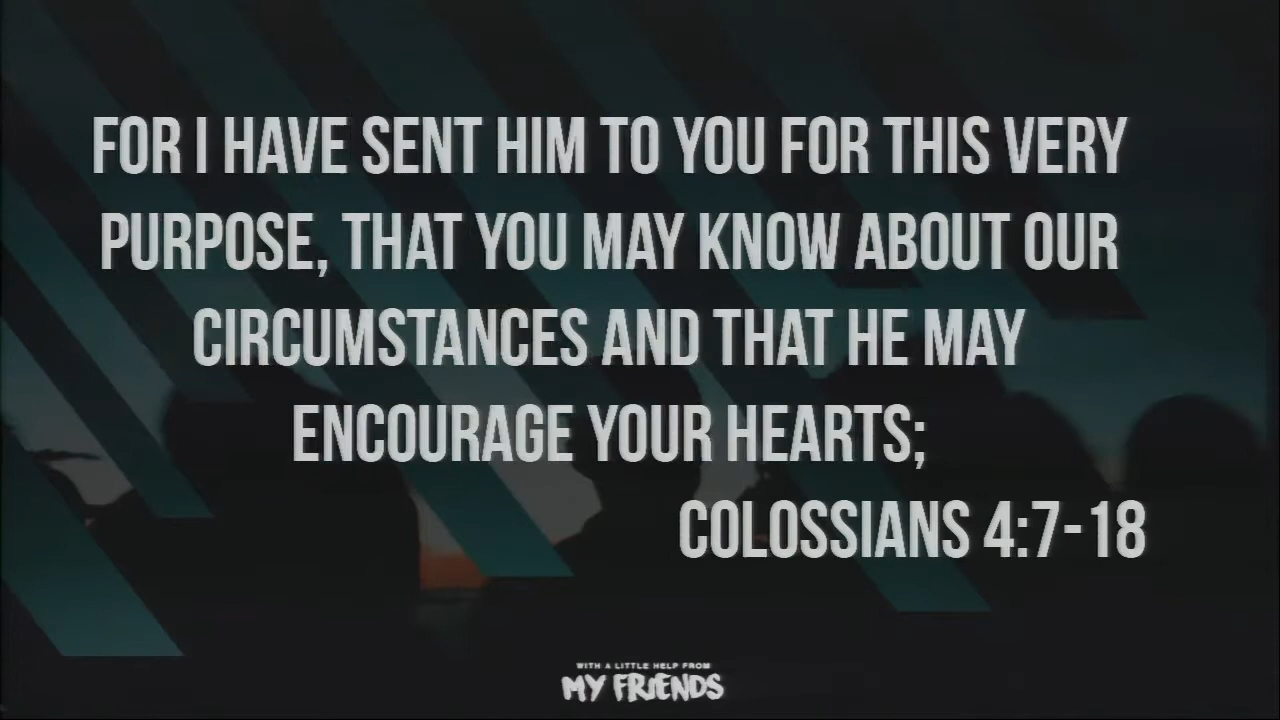 FOR I HAVE SENT HIM TO YOU FOR THIS VERY
PURPOSE, THAT YOU MAY KNOW ABOUT OUR
CIRCUMSTANCES AND THAT HE MAY
ENCOURAGE YOUR HEARTS;
COLOSSIANS 4:7-18
WITH A LITTLE HELP FROM
MY FRIENDS